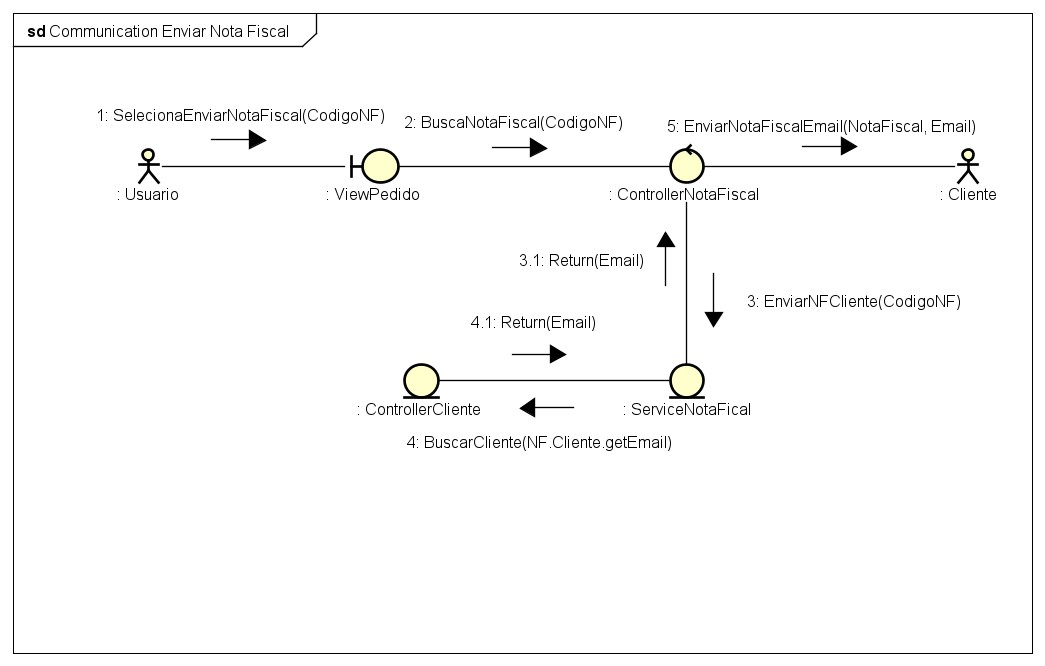 sd Communication Enviar Nota Fiscal
1: SelecionaEnviarNotaFiscal(CodigoNF)
2: BuscaNotaFiscal(CodigoNF)
5: EnviarNotaFiscalEmail(NotaFiscal, Email)
: Usuario
: ViewPedido
: ControllerNotaFiscal
: Cliente
3.1: Return(Email)
3: EnviarNFCliente(CodigoNF)
4.1: Return(Email)
: ControllerCliente
: ServiceNotaFical
4: BuscarCliente(NF.Cliente.getEmail)